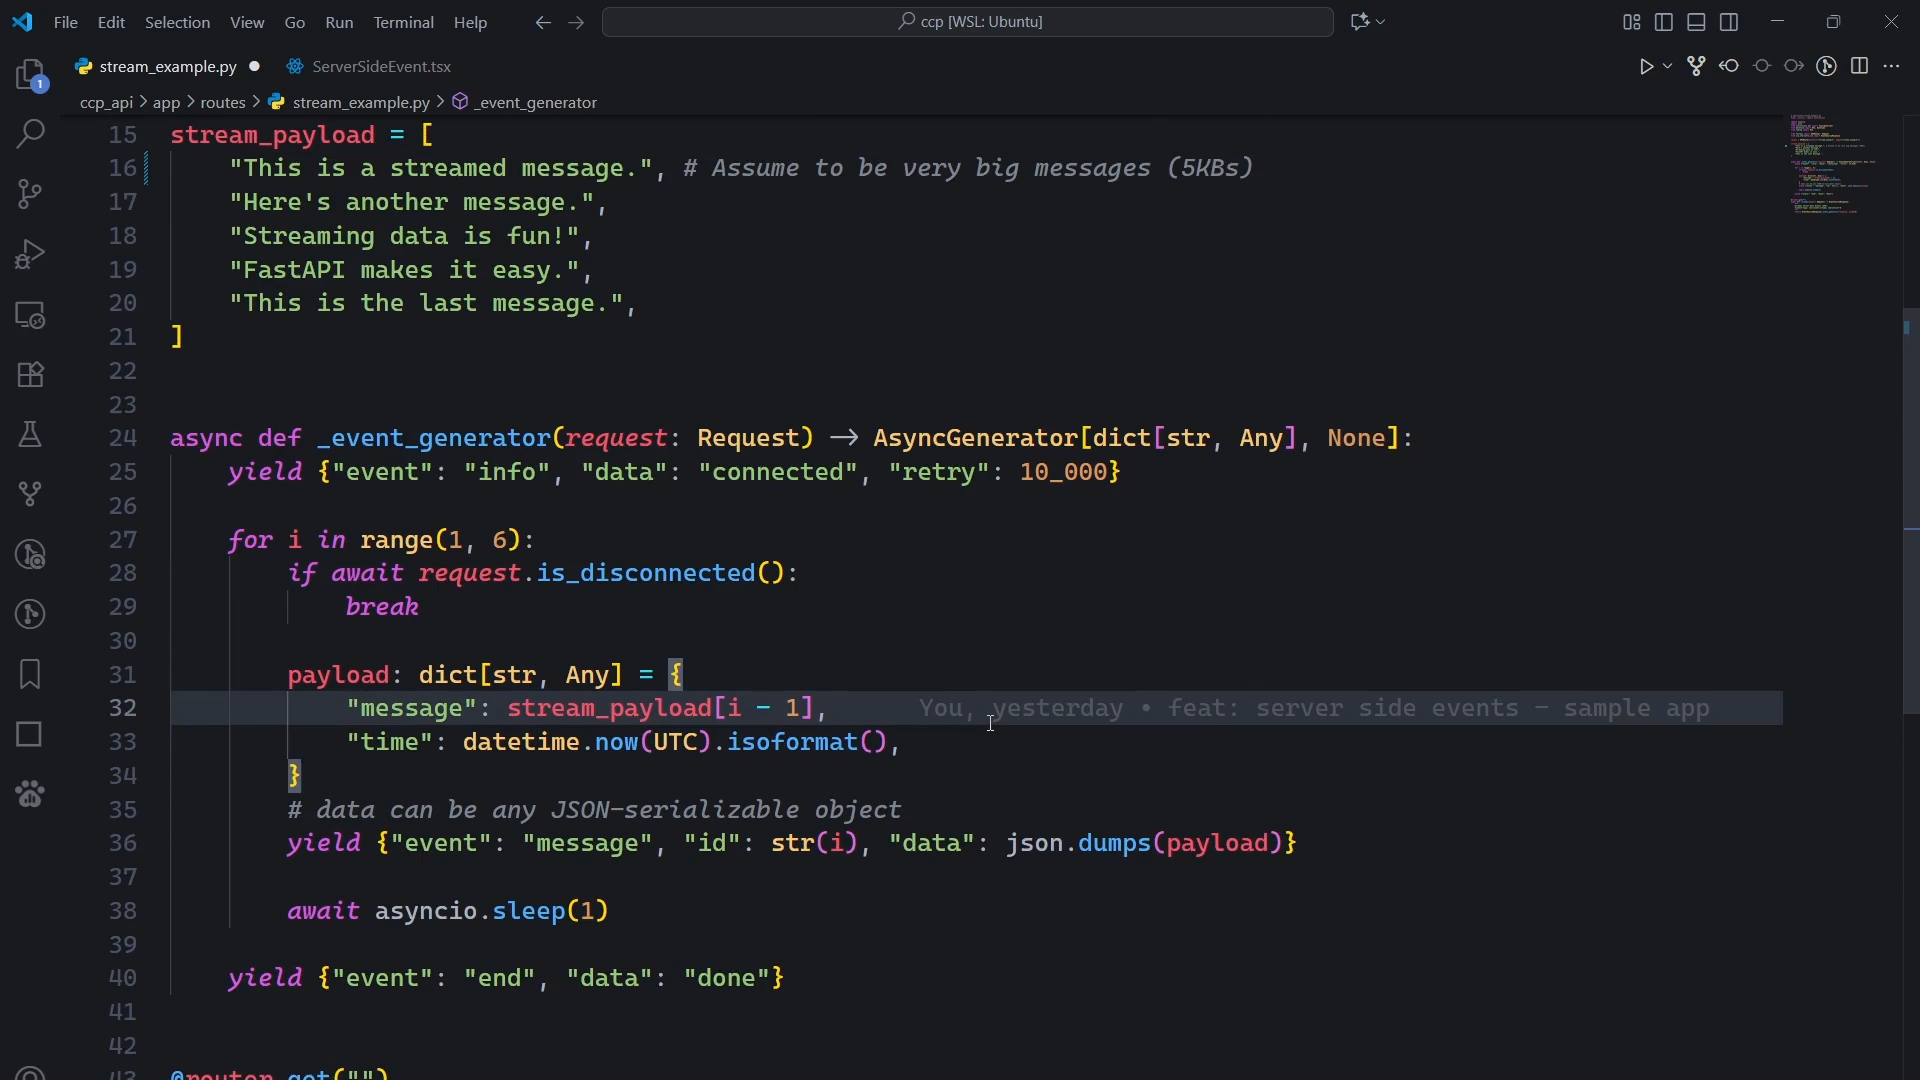 File Edit Selection View Go Run Terminal Help
ccp [WSL: Ubuntu]
stream_example.py
ServerSideEvent.tsx
1
ccp_api > app > routes > stream_example.py > _event_generator
15 stream_payload = [
16 "This is a streamed message.", # Assume to be very big messages (5KBs)
17 "Here's another message.",
18 "Streaming data is fun!",
19 "FastAPI makes it easy.",
20 "This is the last message.",
21 ]
22
23
24 async def _event_generator(request: Request) -> AsyncGenerator[dict[str, Any], None]:
25 yield {"event": "info", "data": "connected", "retry": 10_000}
26
27 for i in range(1, 6):
28 if await request.is_disconnected():
29 break
30
31 payload: dict[str, Any] = {
32 "message": stream_payload[i - 1], You, yesterday • feat: server side events - sample app
33 "time": datetime.now(UTC).isoformat(),
34 }
35 # data can be any JSON-serializable object
36 yield {"event": "message", "id": str(i), "data": json.dumps(payload)}
37
38 await asyncio.sleep(1)
39
40 yield {"event": "end", "data": "done"}
41
42
43 @router.get("")